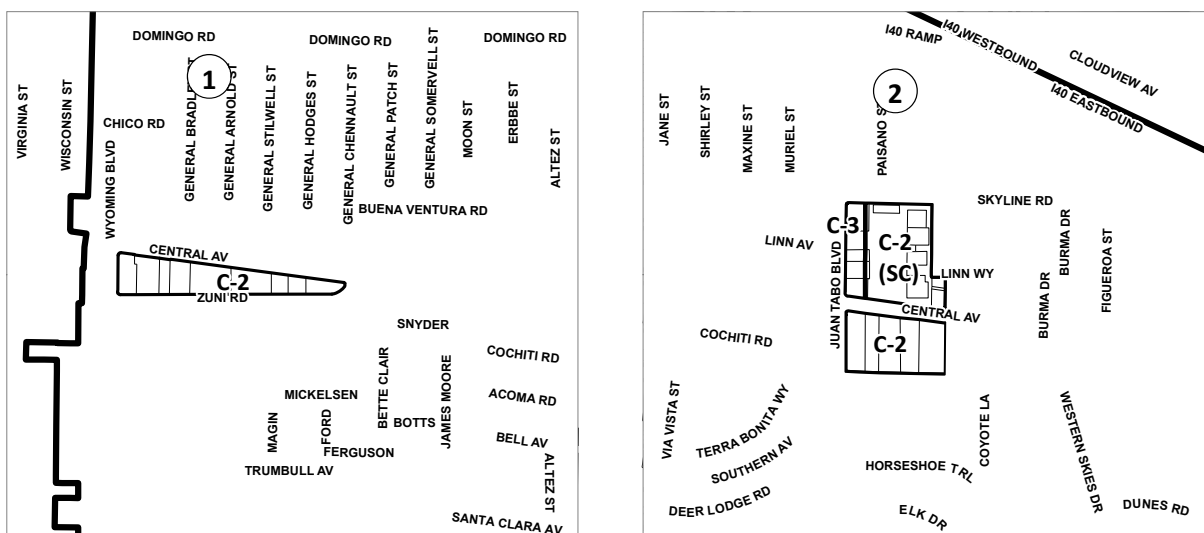 DOMINGO RD
DOMINGO RD
DOMINGO RD
1
VIRGINIA ST
WISCONSIN ST
CHICO RD
WYOMING BLVD
GENERAL BRADLEY ST
GENERAL ARNOLD ST
GENERAL STILWELL ST
GENERAL HODGES ST
GENERAL CHENNAULT ST
GENERAL PATCH ST
GENERAL SOMERVELL ST
MOON ST
ERBBE ST
ALTEZ ST
BUENA VENTURA RD
CENTRAL AV
C-2
ZUNI RD
SNYDER
COCHITI RD
BETTE CLAIR
JAMES MOORE
MICKELSEN
ACOMA RD
MAGIN
FORD
BOTTS
BELL AV
FERGUSON
TRUMBULL AV
ALTEZ ST
SANTA CLARA AV
I40 RAMP
I40 WESTBOUND
CLOUDVIEW AV
I40 EASTBOUND
2
JANE ST
SHIRLEY ST
MAXINE ST
MURIEL ST
PAISANO ST
SKYLINE RD
C-3
LINN AV
C-2
(SC)
LINN WY
BURMA DR
BURMA DR
FIGUEROA ST
JUAN TABO BLVD
CENTRAL AV
COCHITI RD
C-2
VIA VISTA ST
TERRA BONITA WY
SOUTHERN AV
DEER LODGE RD
COYOTE LA
HORSESHOE TRL
WESTERN SKIES DR
ELK DR
DUNES RD